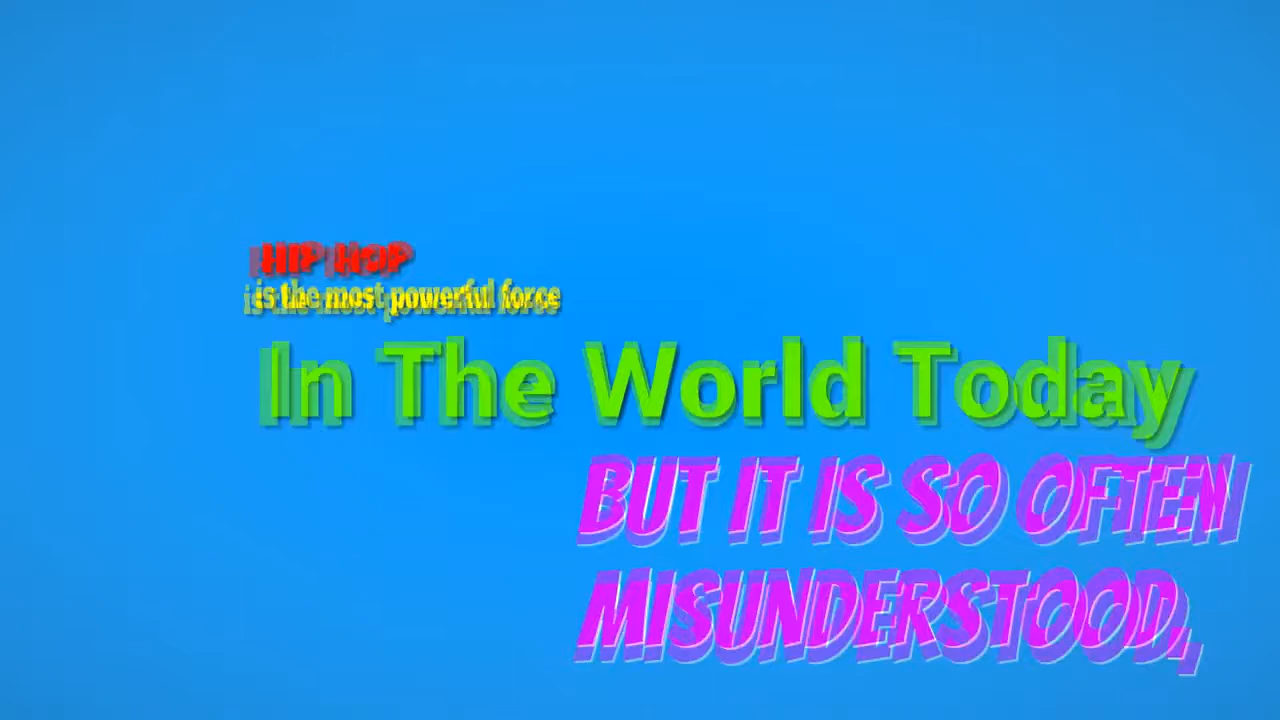 HIP HOP
is the most powerful force
In The World Today
BUT IT IS SO OFTEN
MISUNDERSTOOD,